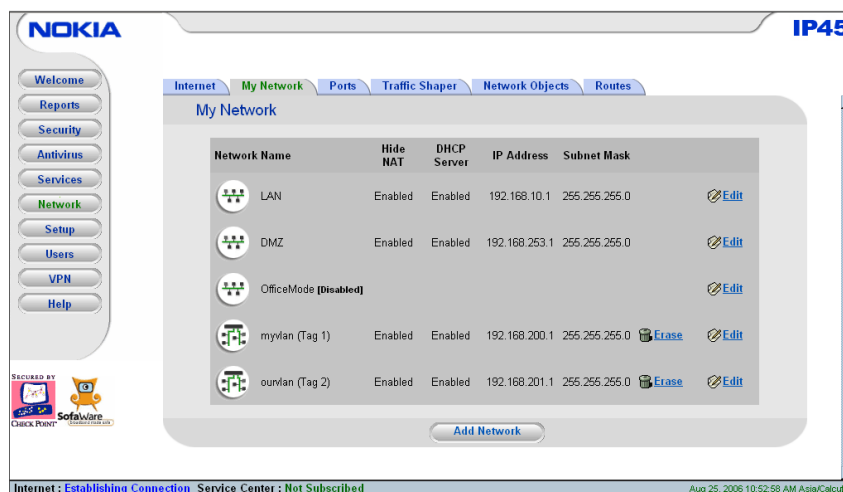 NOKIA
IP45
Welcome
Reports
Security
Antivirus
Services
Network
Setup
Users
VPN
Help
Internet My Network Ports Traffic Shaper Network Objects Routes
My Network
Network Name Hide NAT DHCP Server IP Address Subnet Mask
LAN Enabled Enabled 192.168.10.1 255.255.255.0 Edit
DMZ Enabled Enabled 192.168.253.1 255.255.255.0 Edit
OfficeMode [Disabled] Edit
myvlan (Tag 1) Enabled Enabled 192.168.200.1 255.255.255.0 Erase Edit
ourvlan (Tag 2) Enabled Enabled 192.168.201.1 255.255.255.0 Erase Edit
Add Network
SECURED BY
CHECK POINT
SofaWare
Internet : Establishing Connection Service Center : Not Subscribed
Aug 25, 2006 10:52:58 AM Asia/Calcut